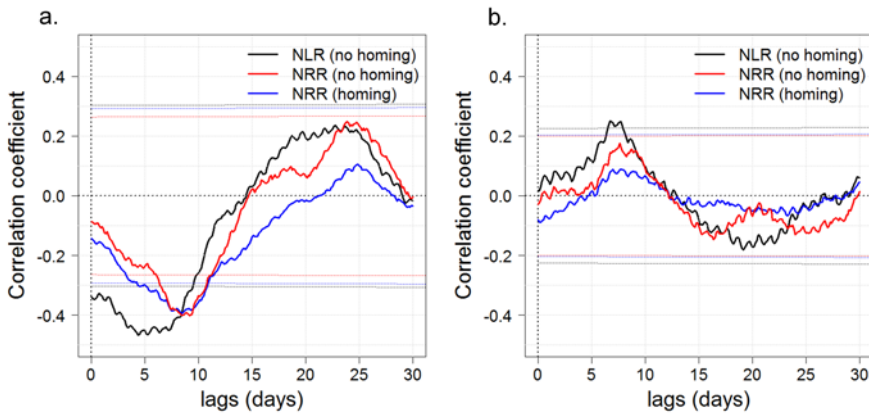 a.
NLR (no homing)
NRR (no homing)
NRR (homing)
Correlation coefficient
0.4
0.2
0.0
-0.2
-0.4
0 5 10 15 20 25 30
lags (days)
b.
NLR (no homing)
NRR (no homing)
NRR (homing)
Correlation coefficient
0.4
0.2
0.0
-0.2
-0.4
0 5 10 15 20 25 30
lags (days)